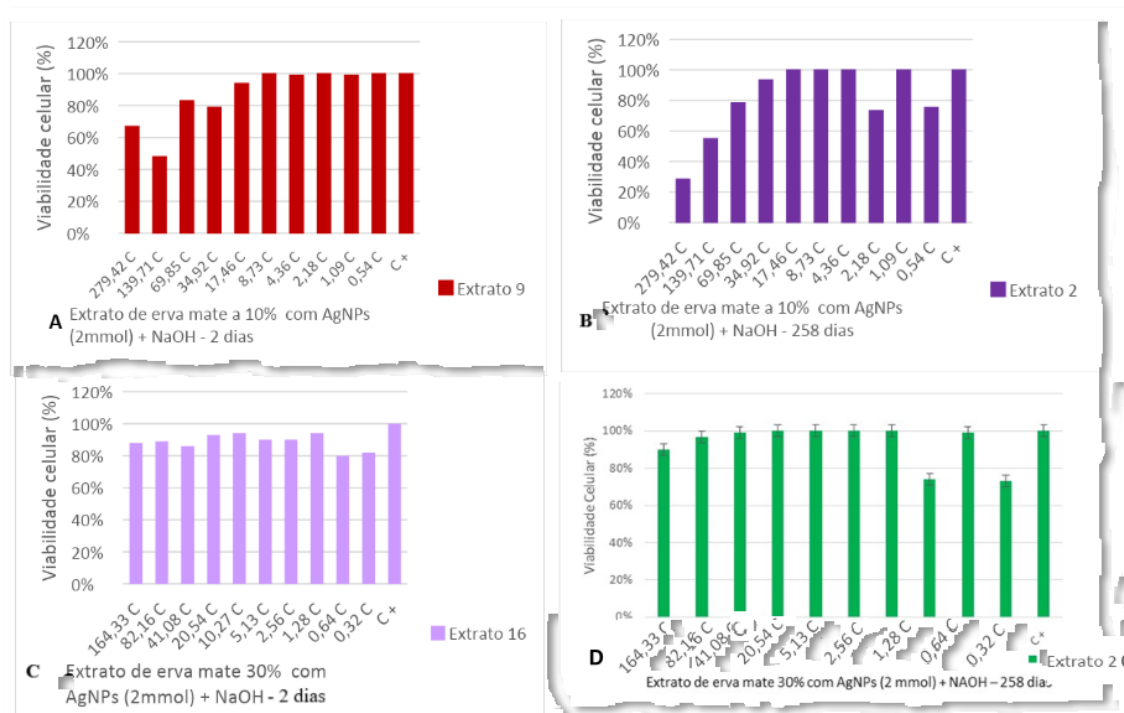 120%
100%
80%
60%
40%
20%
0%
Viabilidade celular (%)
279,42 C
139,71 C
69,85 C
34,92 C
17,46 C
8,73 C
4,36 C
2,18 C
1,09 C
0,54 C
C +
Extrato 9
A Extrato de erva mate a 10% com AgNPs
(2mmol) + NaOH - 2 dias
120%
100%
80%
60%
40%
20%
0%
Viabilidade celular (%)
279,42 C
139,71 C
69,85 C
34,92 C
17,46 C
8,73 C
4,36 C
2,18 C
1,09 C
0,54 C
C +
Extrato 2
B Extrato de erva mate a 10% com AgNPs
(2mmol) + NaOH - 258 dias
120%
100%
80%
60%
40%
20%
0%
Viabilidade celular (%)
164,33 C
82,16 C
41,08 C
20,54 C
10,27 C
5,13 C
2,56 C
1,28 C
0,64 C
0,32 C
C +
Extrato 16
C Extrato de erva mate 30% com
AgNPs (2mmol) + NaOH - 2 dias
120%
100%
80%
60%
40%
20%
0%
Viabilidade Celular (%)
164,33 C
82,16 C
41,08 C
20,54 C
5,13 C
2,56 C
1,28 C
0,64 C
0,32 C
C+
Extrato 2
D
Extrato de erva mate 30% com AgNPs (2 mmol) + NAOH – 258 dias